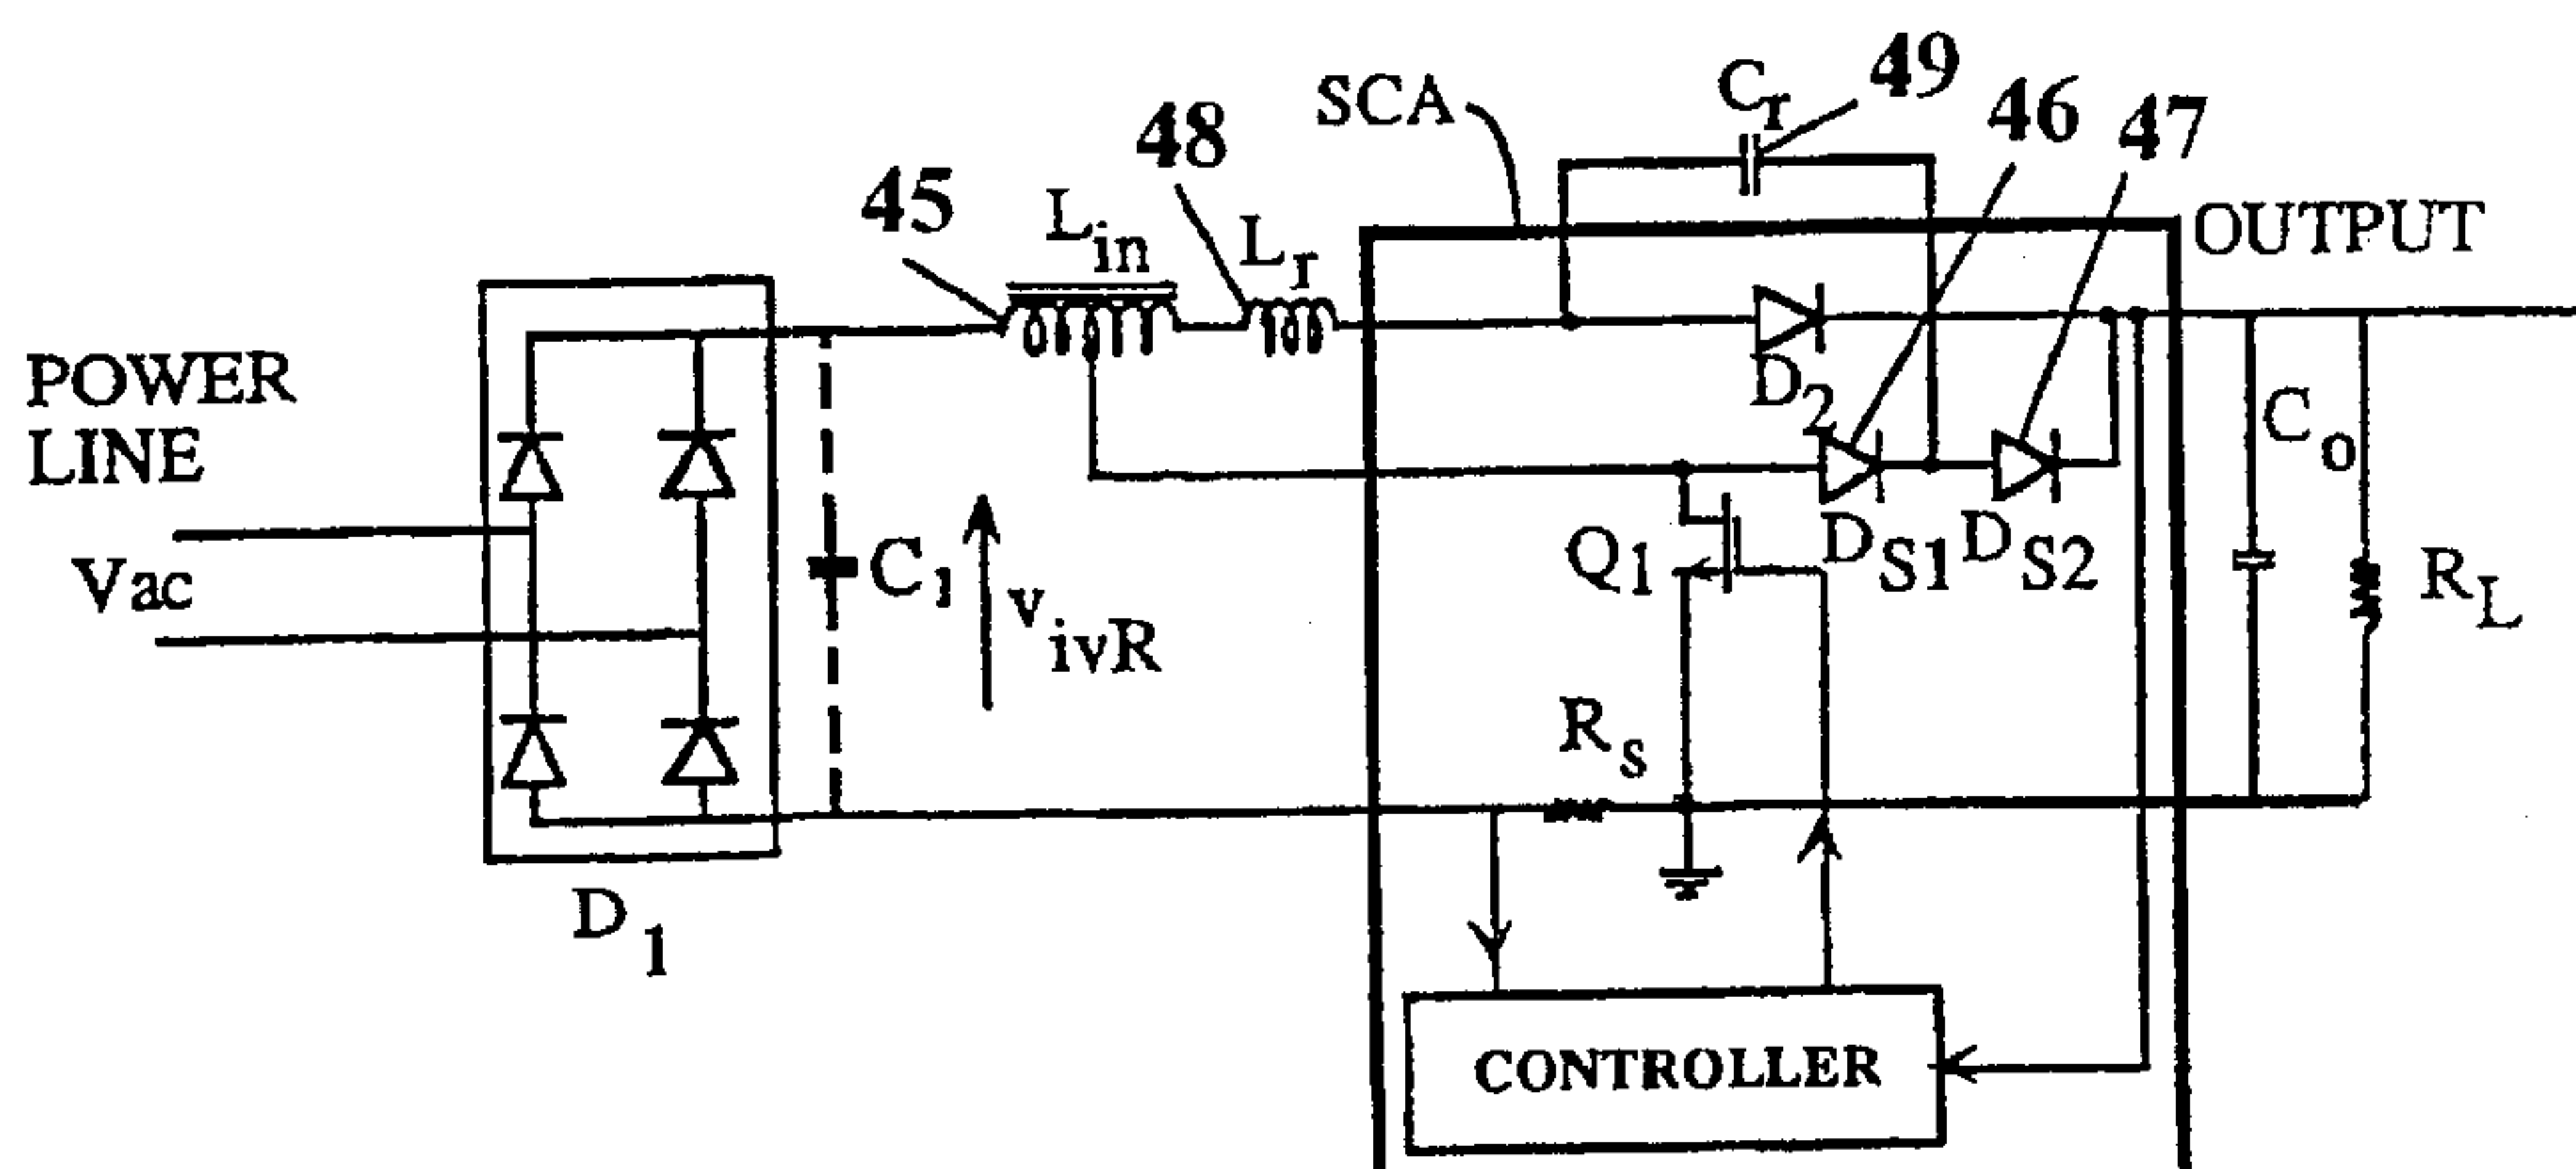 POWER
LINE
Vac
D1
C1
vivR
45
Lin
48
Lr
SCA
Cr
49
46
47
OUTPUT
D2
DS1
DS2
Q1
Rs
Co
RL
CONTROLLER